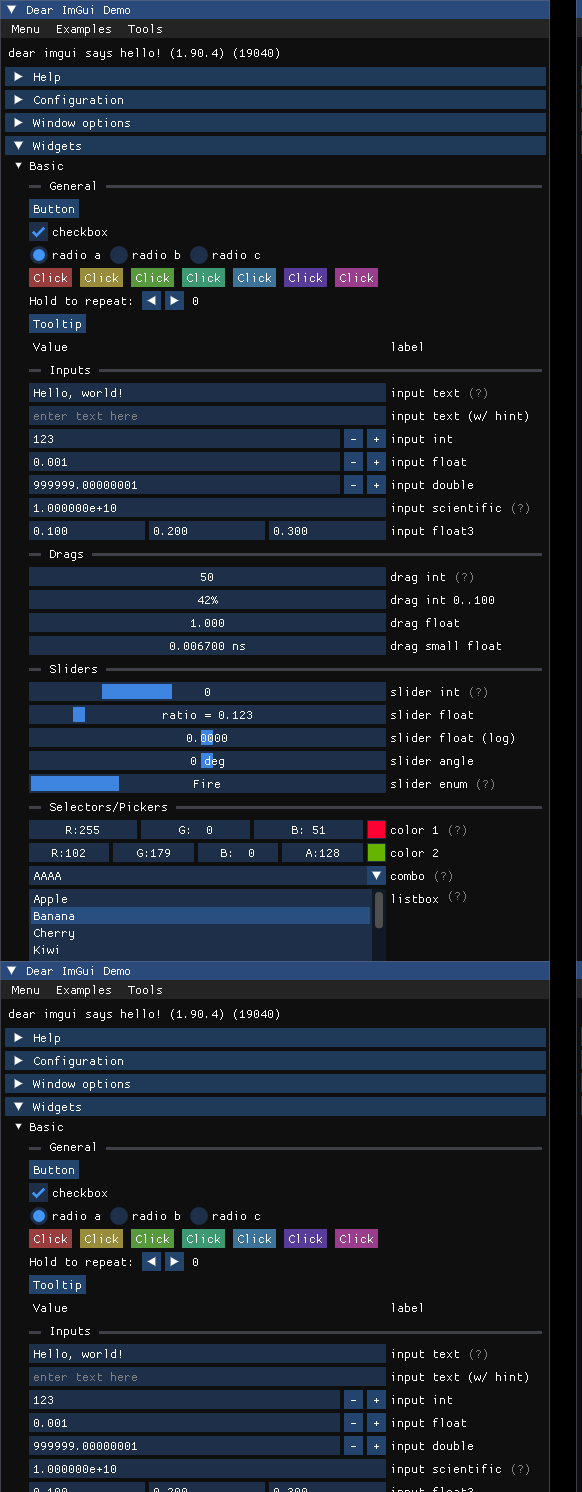 Dear ImGui Demo
Menu Examples Tools
dear imgui says hello! (1.90.4) (19040)
Help
Configuration
Window options
Widgets
Basic
General
Button
checkbox
radio a radio b radio c
Click Click Click Click Click Click Click
Hold to repeat: 0
Tooltip
Value label
Inputs
Hello, world! input text (?)
enter text here input text (w/ hint)
123 - + input int
0.001 - + input float
999999.00000001 - + input double
1.000000e+10 input scientific (?)
0.100 0.200 0.300 input float3
Drags
50 drag int (?)
42% drag int 0..100
1.000 drag float
0.006700 ns drag small float
Sliders
0 slider int (?)
ratio = 0.123 slider float
0.0000 slider float (log)
0 deg slider angle
Fire slider enum (?)
Selectors/Pickers
R:255 G: 0 B: 51 color 1 (?)
R:102 G:179 B: 0 A:128 color 2
AAAA combo (?)
Apple listbox (?)
Banana
Cherry
Kiwi
Dear ImGui Demo
Menu Examples Tools
dear imgui says hello! (1.90.4) (19040)
Help
Configuration
Window options
Widgets
Basic
General
Button
checkbox
radio a radio b radio c
Click Click Click Click Click Click Click
Hold to repeat: 0
Tooltip
Value label
Inputs
Hello, world! input text (?)
enter text here input text (w/ hint)
123 - + input int
0.001 - + input float
999999.00000001 - + input double
1.000000e+10 input scientific (?)
0.100 0.200 0.300 input float3